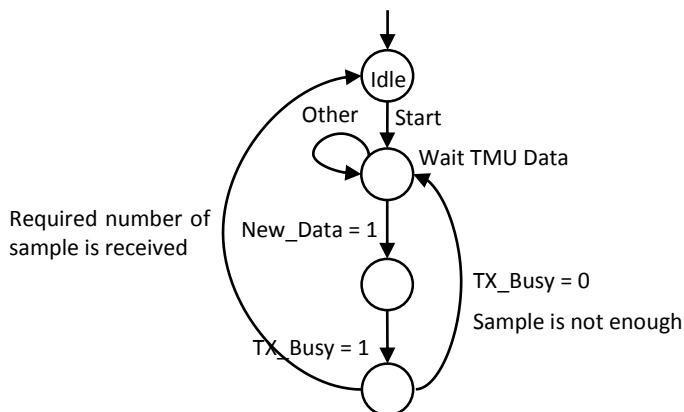 Idle
Other
Start
Wait TMU Data
Required number of
sample is received
New_Data = 1
TX_Busy = 0
Sample is not enough
TX_Busy = 1